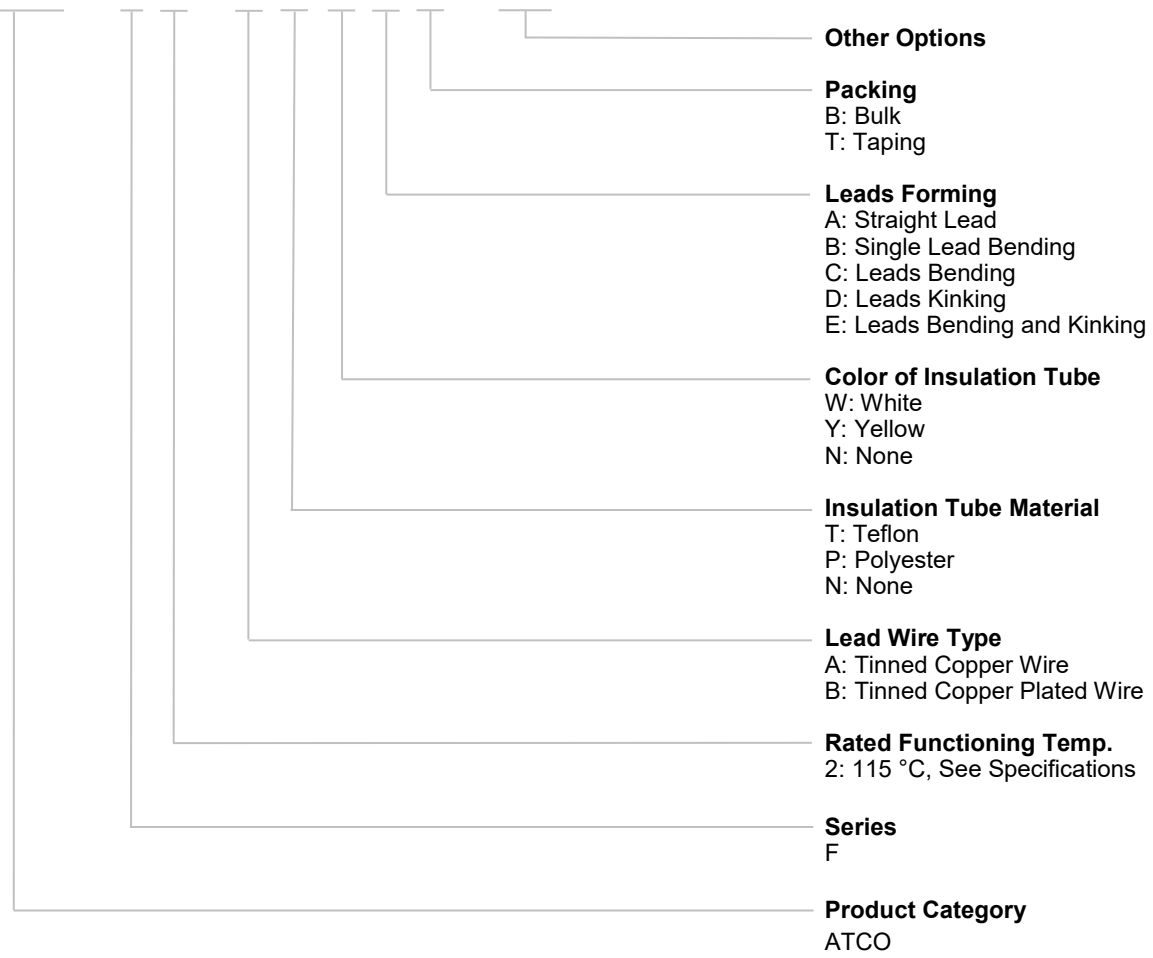 Other Options
Packing
B: Bulk
T: Taping
Leads Forming
A: Straight Lead
B: Single Lead Bending
C: Leads Bending
D: Leads Kinking
E: Leads Bending and Kinking
Color of Insulation Tube
W: White
Y: Yellow
N: None
Insulation Tube Material
T: Teflon
P: Polyester
N: None
Lead Wire Type
A: Tinned Copper Wire
B: Tinned Copper Plated Wire
Rated Functioning Temp.
2: 115 °C, See Specifications
Series
F
Product Category
ATCO